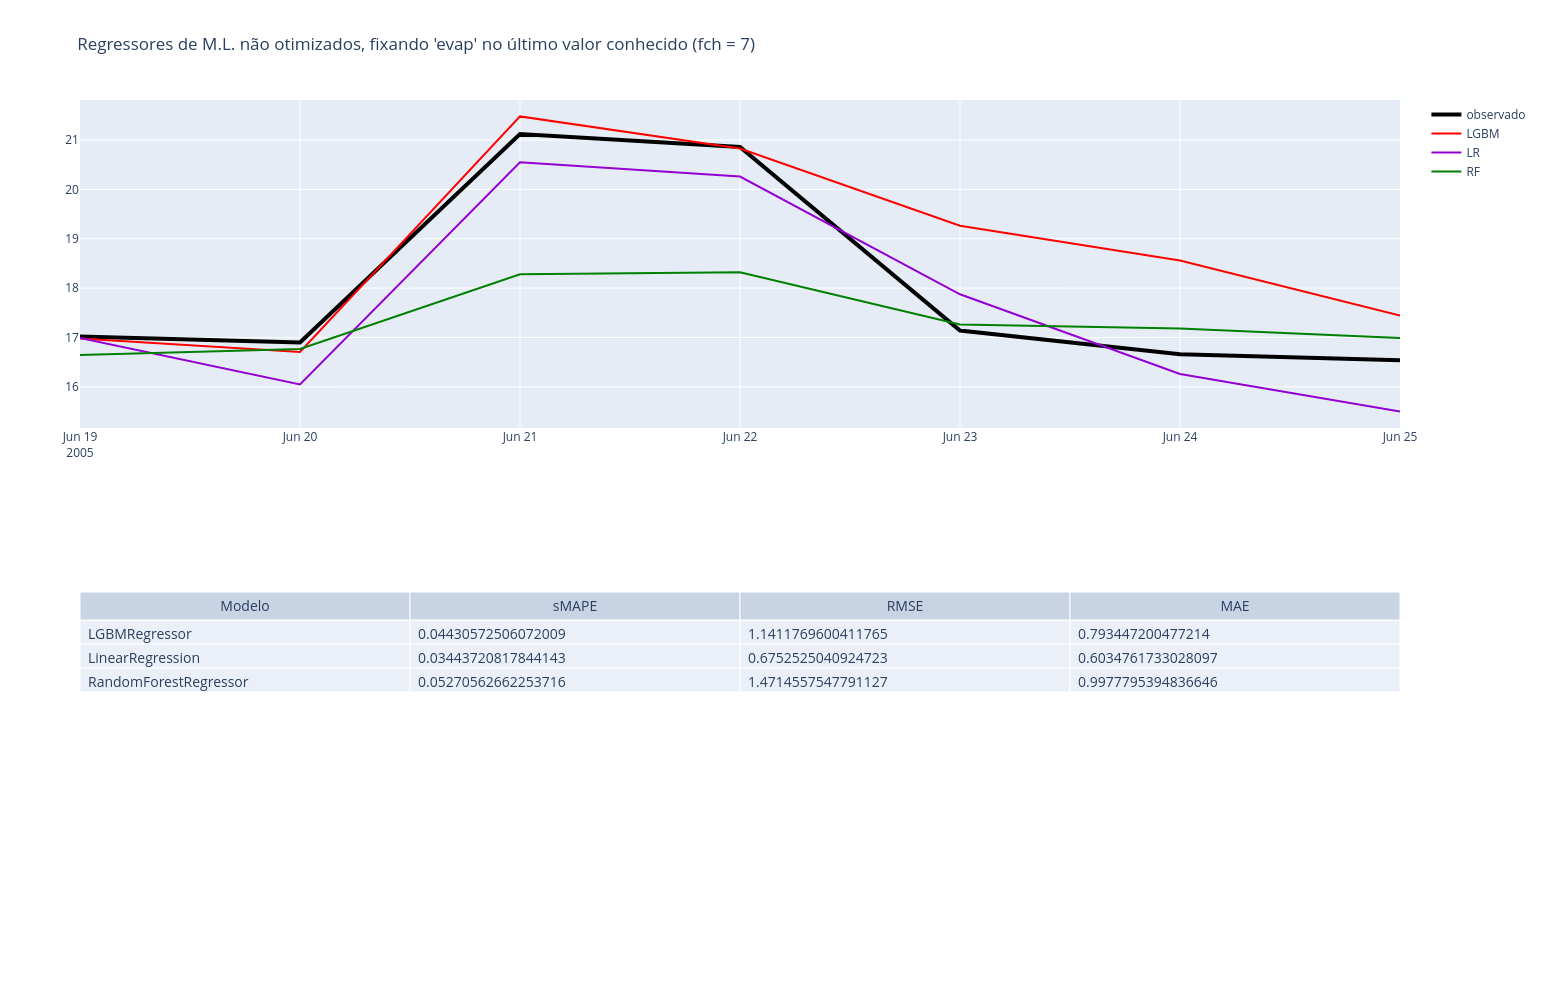 Regressores de M.L. não otimizados, fixando 'evap' no último valor conhecido (fch = 7)
observado
LGBM
LR
RF
21
20
19
18
17
16
Jun 19 Jun 20 Jun 21 Jun 22 Jun 23 Jun 24 Jun 25
2005
Modelo sMAPE RMSE MAE
LGBMRegressor 0.04430572506072009 1.1411769600411765 0.793447200477214
LinearRegression 0.03443720817844143 0.6752525040924723 0.6034761733028097
RandomForestRegressor 0.05270562662253716 1.4714557547791127 0.9977795394836646